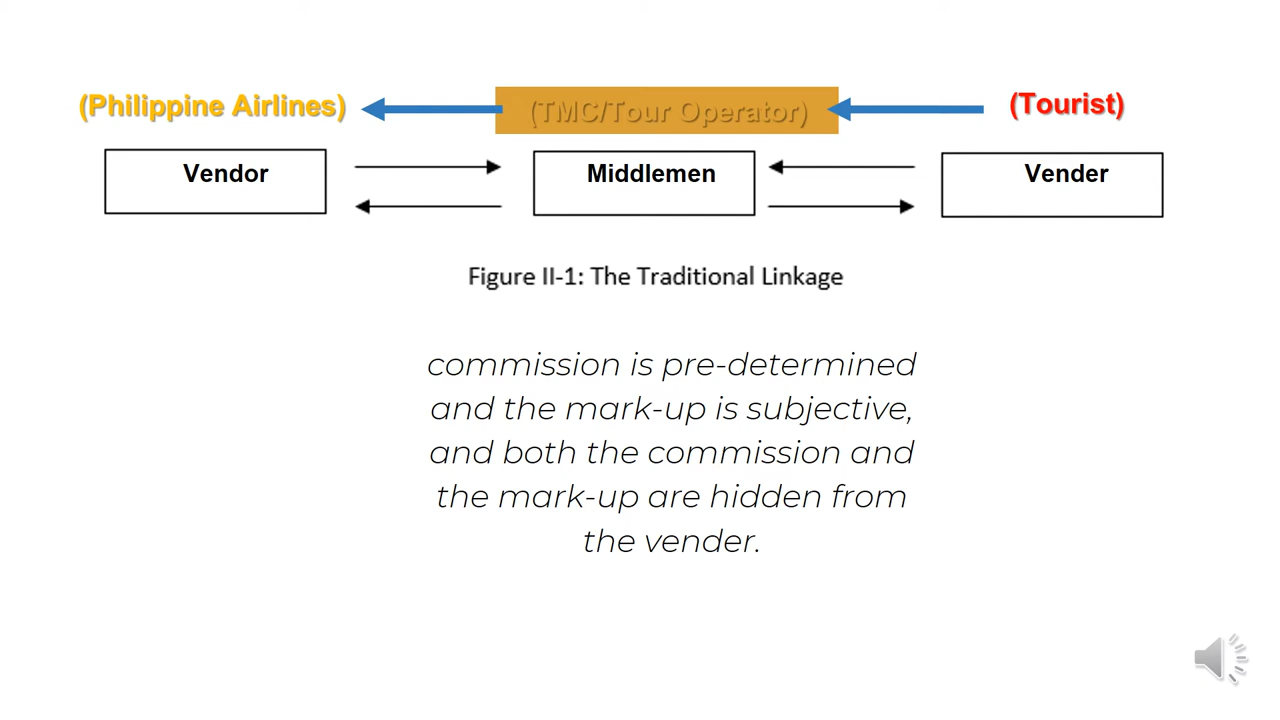 (Philippine Airlines) (TMC/Tour Operator) (Tourist)
Vendor Middlemen Vender
Figure II-1: The Traditional Linkage
commission is pre-determined
and the mark-up is subjective,
and both the commission and
the mark-up are hidden from
the vender.